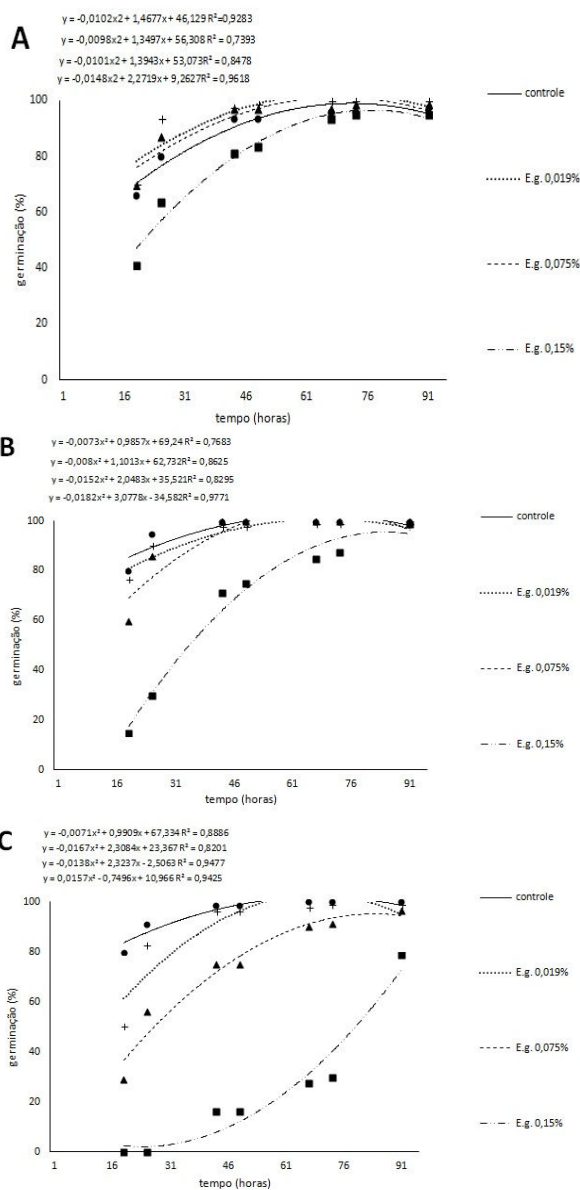 A
y = -0,0102x2 + 1,4677x + 46,129 R²=0,9283
y = -0,0098x2 + 1,3497x + 56,308 R² = 0,7393
y = -0,0101x2 + 1,3943x + 53,073R² = 0,8478
y = -0,0148x2 + 2,2719x + 9,2627R² = 0,9618
germinação (%)
100
80
60
40
20
0
1 16 31 46 61 76 91
tempo (horas)
controle
E.g. 0,019%
E.g. 0,075%
E.g. 0,15%
B
y = -0,0073x² + 0,9857x + 69,24 R² = 0,7683
y = -0,008x² + 1,1013x + 62,732R² = 0,8625
y = -0,0152x² + 2,0483x + 35,521R² = 0,8295
y = -0,0182x² + 3,0778x - 34,582R² = 0,9771
germinação (%)
100
80
60
40
20
0
1 16 31 46 61 76 91
tempo (horas)
controle
E.g. 0,019%
E.g. 0,075%
E.g. 0,15%
C
y = -0,0071x² + 0,9909x + 67,334 R² = 0,8886
y = -0,0167x² + 2,3084x + 23,367 R² = 0,8201
y = -0,0138x² + 2,3237x - 2,5063 R² = 0,9477
y = 0,0157x² - 0,7496x + 10,966 R² = 0,9425
germinação (%)
100
80
60
40
20
0
1 16 31 46 61 76 91
tempo (horas)
controle
E.g. 0,019%
E.g. 0,075%
E.g. 0,15%